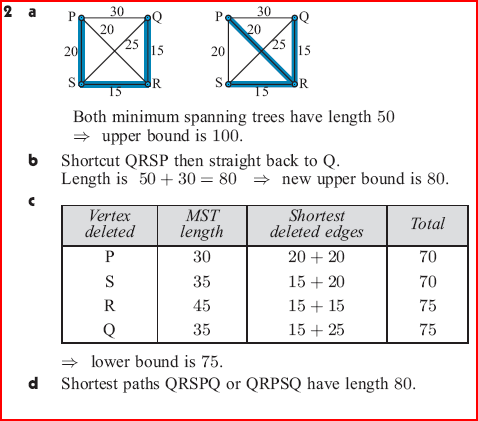 2 a
P 30 Q P 30 Q
20 20
20 25 15 20 25 15
S 15 R S 15 R
Both minimum spanning trees have length 50
⇒ upper bound is 100.
b Shortcut QRSP then straight back to Q.
Length is 50 + 30 = 80 ⇒ new upper bound is 80.
c
Vertex deleted MST length Shortest deleted edges Total
P 30 20 + 20 70
S 35 15 + 20 70
R 45 15 + 15 75
Q 35 15 + 25 75
⇒ lower bound is 75.
d Shortest paths QRSPQ or QRPSQ have length 80.